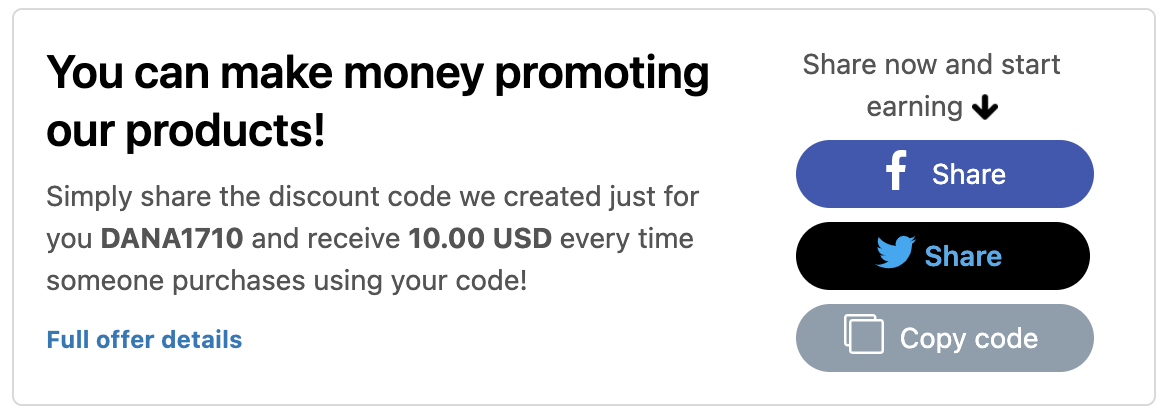 You can make money promoting
our products!
Simply share the discount code we created just for
you DANA1710 and receive 10.00 USD every time
someone purchases using your code!
Full offer details
Share now and start
earning
Share
Share
Copy code